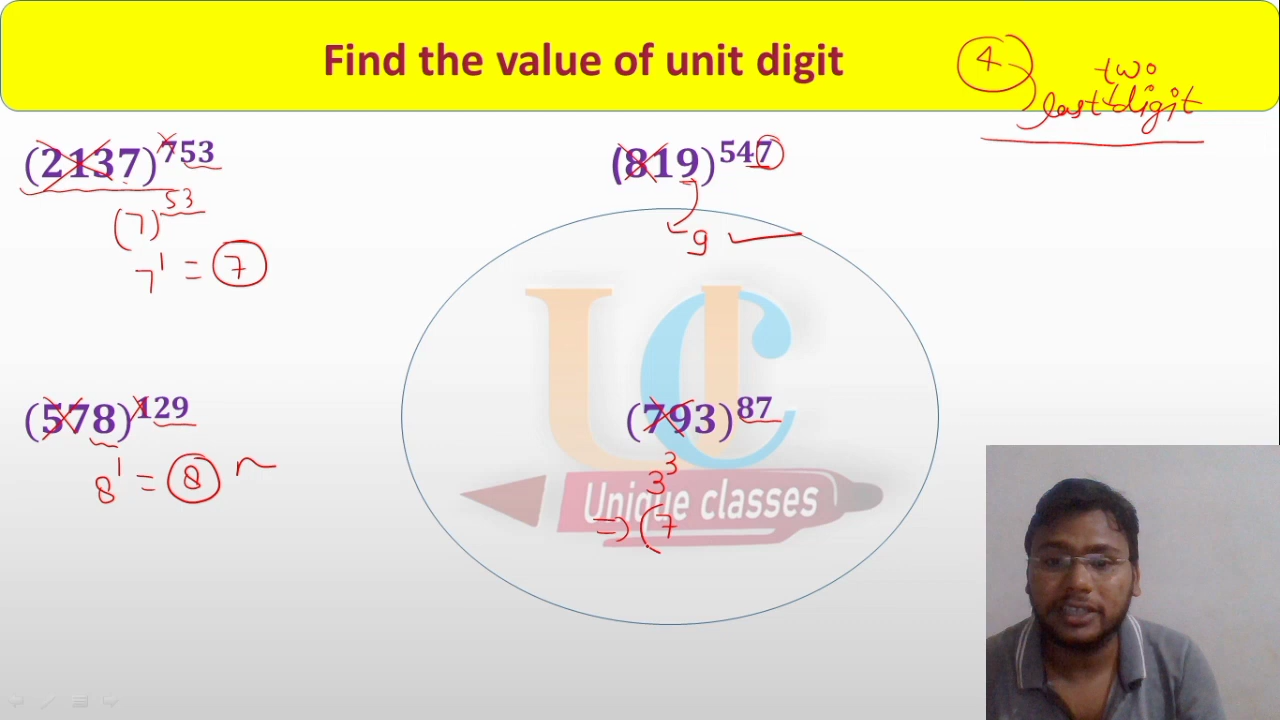 Find the value of unit digit
4
two
last digit
(2137)^753
(7)^53
7^1 = 7
(819)^547
9
(578)^129
8^1 = 8
(793)^87
3^3
⇒ (7
UC
Unique classes